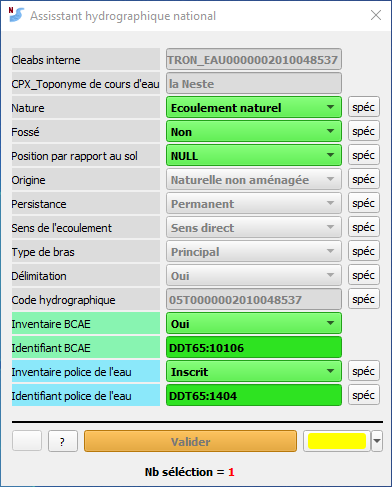 Assistant hydrographique national
Cleabs interne TRON_EAU0000002010048537
CPX_Toponyme de cours d'eau la Neste
Nature Ecoulement naturel spéc
Fossé Non spéc
Position par rapport au sol NULL spéc
Origine Naturelle non aménagée spéc
Persistance Permanent spéc
Sens de l'ecoulement Sens direct spéc
Type de bras Principal spéc
Délimitation Oui spéc
Code hydrographique 05T0000002010048537 spéc
Inventaire BCAE Oui
Identifiant BCAE DDT65:10106
Inventaire police de l'eau Inscrit spéc
Identifiant police de l'eau DDT65:1404 spéc
? Valider
Nb séléction = 1